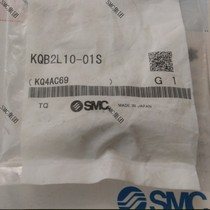 KQB2L10-01S
(KQ4AC69
G 1
TQ
SMC
MADE IN JAPAN
SMC